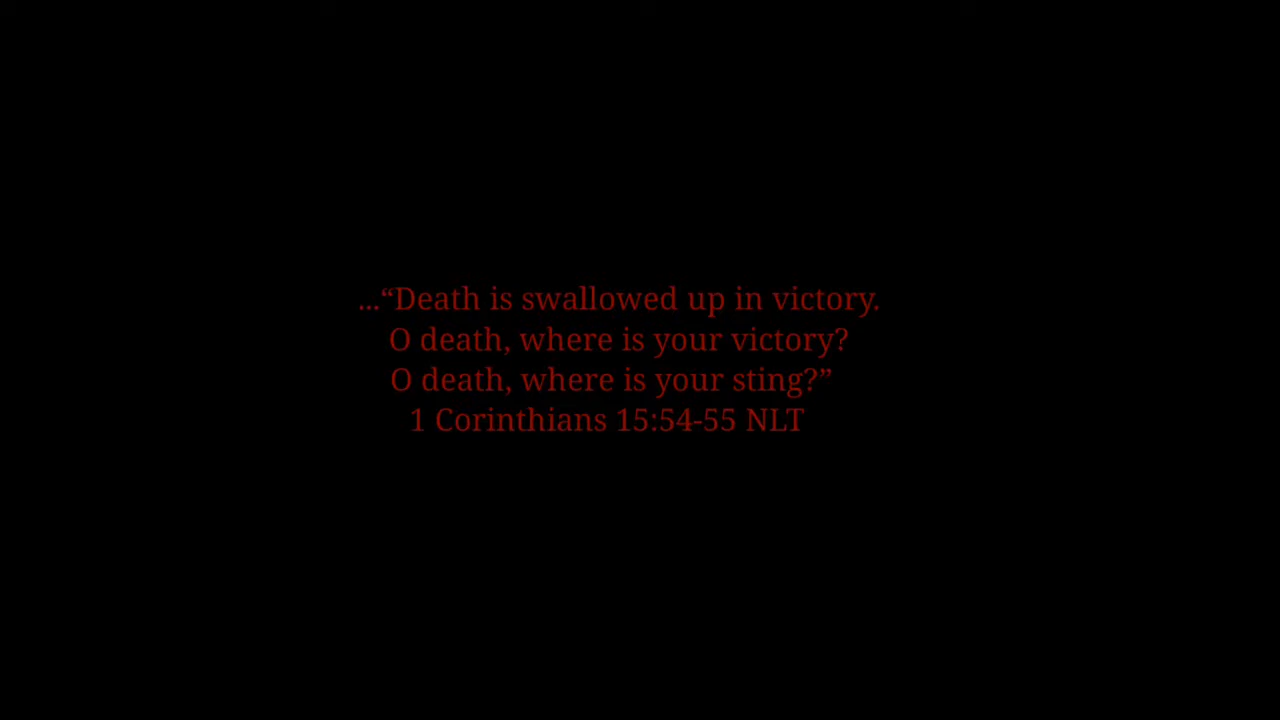 ...“Death is swallowed up in victory.
O death, where is your victory?
O death, where is your sting?”
1 Corinthians 15:54-55 NLT